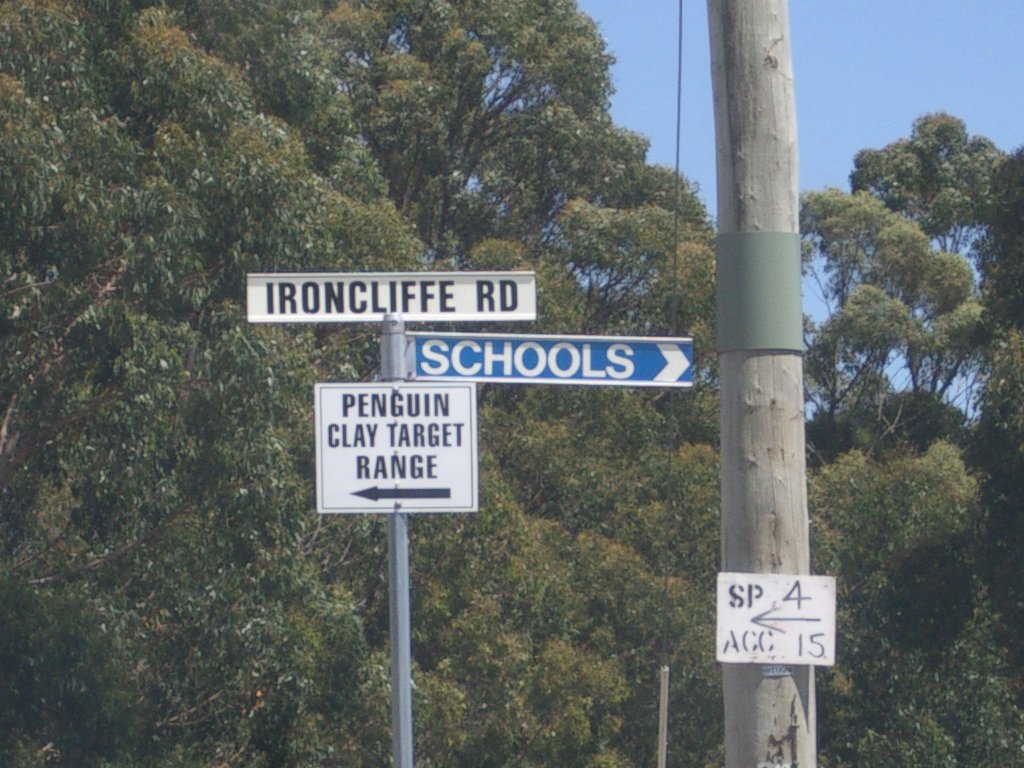 IRONCLIFFE RD
SCHOOLS
PENGUIN
CLAY TARGET
RANGE
SP 4
ACC 15